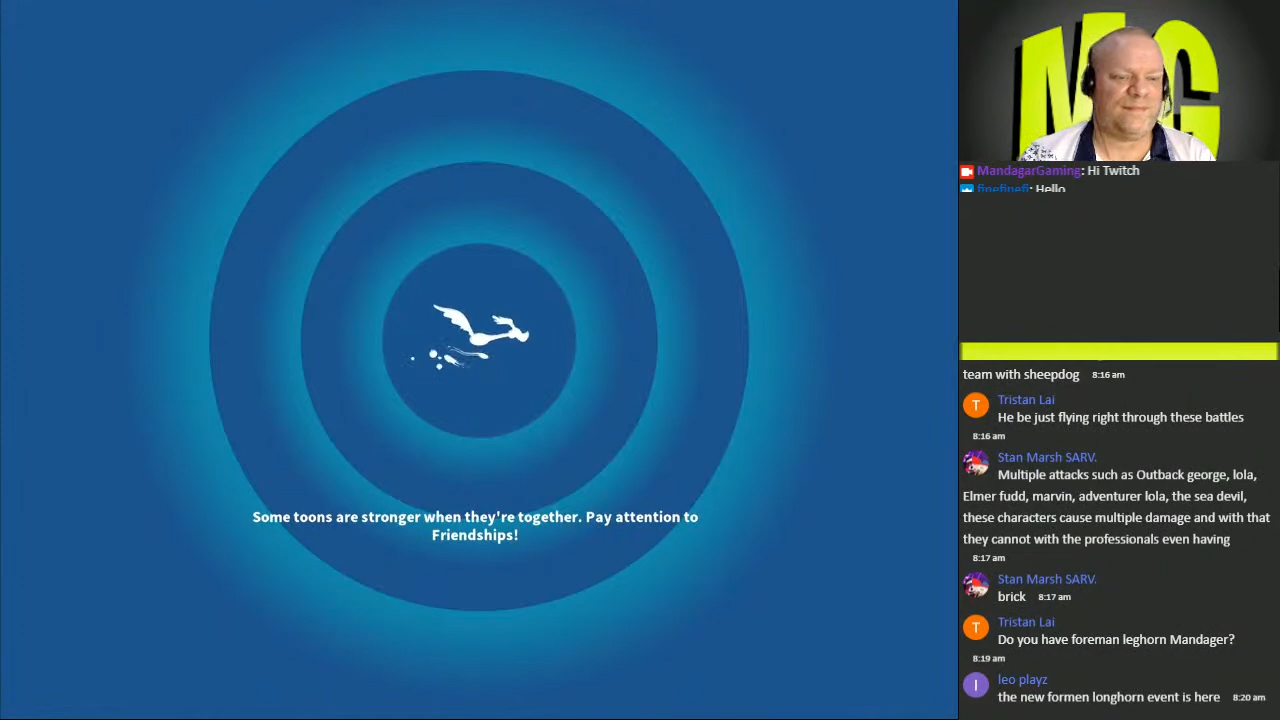 MG
MandagarGaming: Hi Twitch
finefinefi: Hello
Some toons are stronger when they're together. Pay attention to
Friendships!
team with sheepdog 8:16 am
T Tristan Lai
He be just flying right through these battles
8:16 am
Stan Marsh SARV.
Multiple attacks such as Outback george, lola,
Elmer fudd, marvin, adventurer lola, the sea devil,
these characters cause multiple damage and with that
they cannot with the professionals even having
8:17 am
Stan Marsh SARV.
brick 8:17 am
T Tristan Lai
Do you have foreman leghorn Mandager?
8:19 am
l leo playz
the new formen longhorn event is here 8:20 am